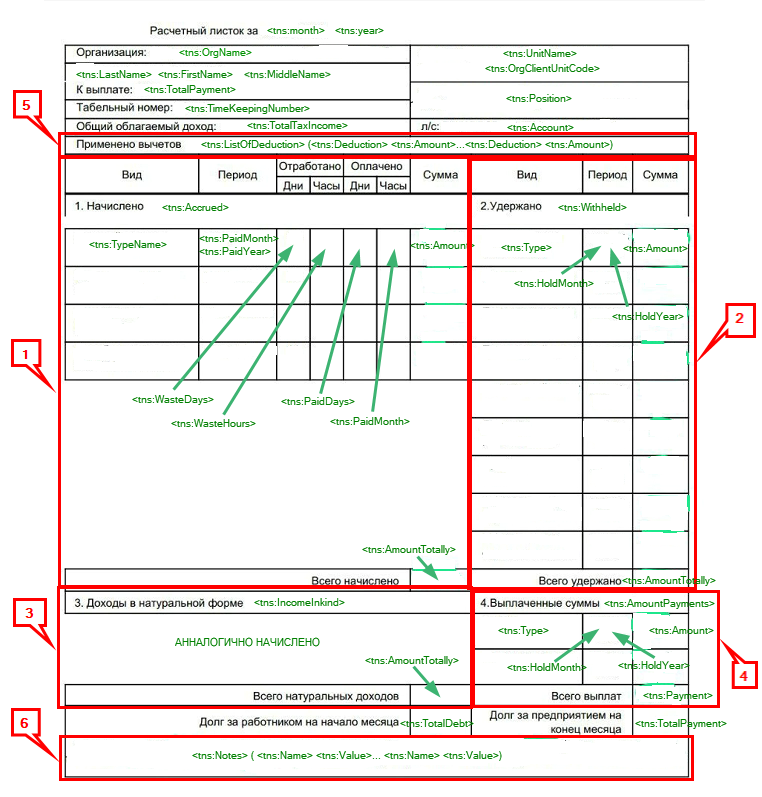 Расчетный листок за <tns:month> <tns:year>
Организация: <tns:OrgName> <tns:UnitName>
<tns:OrgClientUnitCode>
<tns:LastName> <tns:FirstName> <tns:MiddleName>
К выплате: <tns:TotalPayment>
<tns:Position>
5
Табельный номер: <tns:TimeKeepingNumber>
Общий облагаемый доход: <tns:TotalTaxIncome> л/с: <tns:Account>
Применено вычетов <tns:ListOfDeduction> (<tns:Deduction> <tns:Amount>...<tns:Deduction> <tns:Amount>)
Вид Период Отработано Оплачено Сумма Вид Период Сумма
Дни Часы Дни Часы
1. Начислено <tns:Accrued> 2.Удержано <tns:Withheld>
<tns:TypeName> <tns:PaidMonth> <tns:Amount> <tns:Type> <tns:Amount>
<tns:PaidYear>
<tns:HoldMonth>
<tns:HoldYear>
2
1
<tns:WasteDays> <tns:PaidDays>
<tns:WasteHours> <tns:PaidMonth>
<tns:AmountTotally>
Всего начислено Всего удержано <tns:AmountTotally>
3
3. Доходы в натуральной форме <tns:IncomeInkind> 4.Выплаченные суммы <tns:AmountPayments>
<tns:Type> <tns:Amount>
АННАЛОГИЧНО НАЧИСЛЕНО
<tns:AmountTotally> <tns:HoldMonth> <tns:HoldYear>
4
Всего натуральных доходов Всего выплат <tns:Payment>
6
Долг за работником на начало месяца <tns:TotalDebt> Долг за предприятием на
конец месяца <tns:TotalPayment>
<tns:Notes> ( <tns:Name> <tns:Value>... <tns:Name> <tns:Value>)